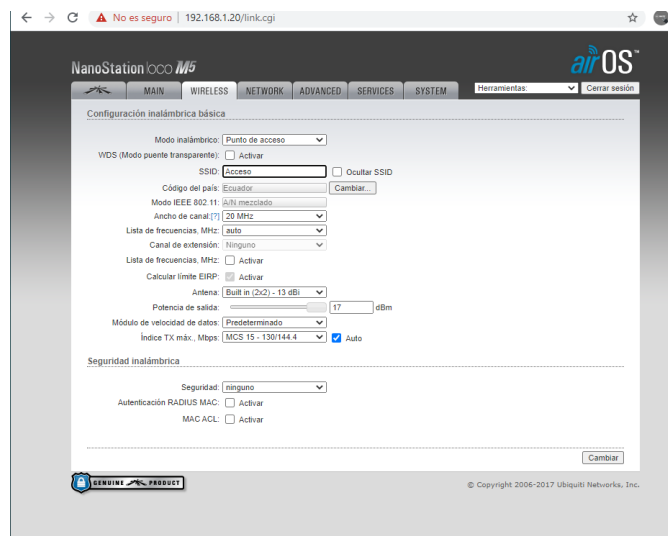 No es seguro | 192.168.1.20/link.cgi
NanoStation loco M5
airOS™
MAIN WIRELESS NETWORK ADVANCED SERVICES SYSTEM Herramientas: Cerrar sesión
Configuración inalámbrica básica
Modo inalámbrico: Punto de acceso
WDS (Modo puente transparente): Activar
SSID: Acceso Ocultar SSID
Código del país: Ecuador Cambiar...
Modo IEEE 802.11: A/N mezclado
Ancho de canal:[?] 20 MHz
Lista de frecuencias, MHz: auto
Canal de extensión: Ninguno
Lista de frecuencias, MHz: Activar
Calcular límite EIRP: Activar
Antena: Built in (2x2) - 13 dBi
Potencia de salida: 17 dBm
Módulo de velocidad de datos: Predeterminado
Índice TX máx., Mbps: MCS 15 - 130/144.4 Auto
Seguridad inalámbrica
Seguridad: ninguno
Autenticación RADIUS MAC: Activar
MAC ACL: Activar
Cambiar
GENUINE PRODUCT
© Copyright 2006-2017 Ubiquiti Networks, Inc.